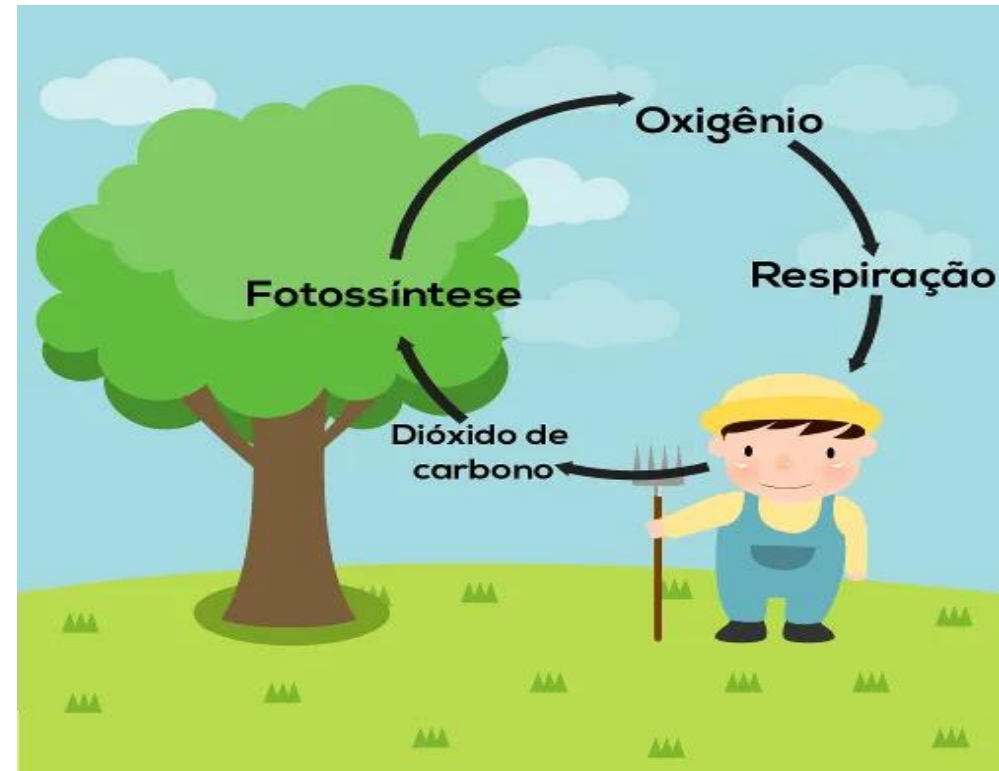 Oxigênio
Respiração
Fotossíntese
Dióxido de
carbono